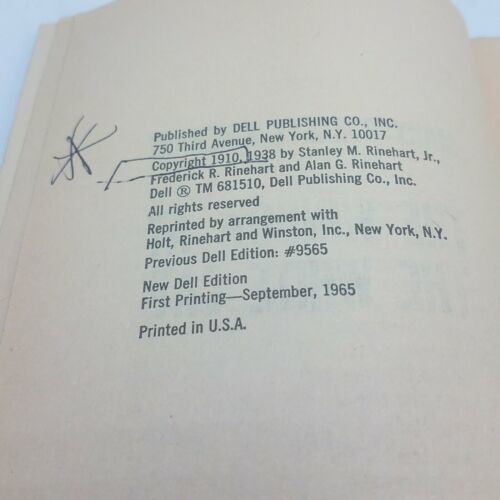 Published by DELL PUBLISHING CO., INC.
750 Third Avenue, New York, N.Y. 10017
Copyright 1910, 1938 by Stanley M. Rinehart, Jr.,
Frederick R. Rinehart and Alan G. Rinehart
Dell ® TM 681510, Dell Publishing Co., Inc.
All rights reserved
Reprinted by arrangement with
Holt, Rinehart and Winston, Inc., New York, N.Y.
Previous Dell Edition: #9565
New Dell Edition
First Printing—September, 1965
Printed in U.S.A.